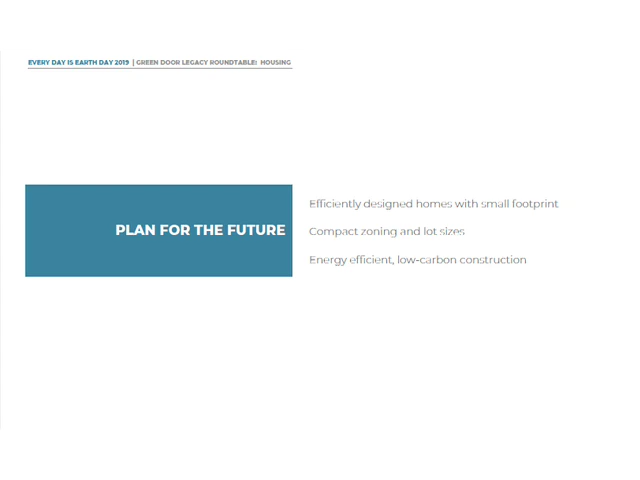 EVERY DAY IS EARTH DAY 2019 | GREEN DOOR LEGACY ROUNDTABLE: HOUSING
PLAN FOR THE FUTURE
Efficiently designed homes with small footprint
Compact zoning and lot sizes
Energy efficient, low-carbon construction